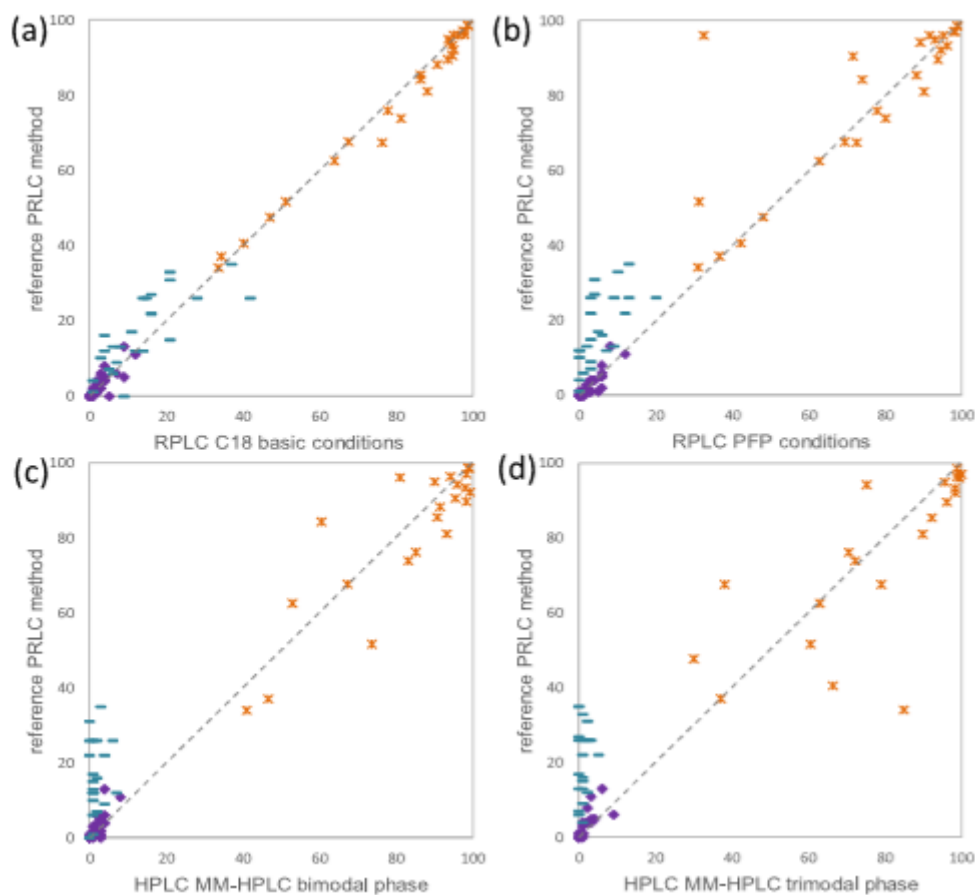 (a)
100
80
60
40
20
0
reference PRLC method
0 20 40 60 80 100
RPLC C18 basic conditions
(b)
100
80
60
40
20
0
reference PRLC method
0 20 40 60 80 100
RPLC PFP conditions
(c)
100
80
60
40
20
0
reference PRLC method
0 20 40 60 80 100
HPLC MM-HPLC bimodal phase
(d)
100
80
60
40
20
0
reference PRLC method
0 20 40 60 80 100
HPLC MM-HPLC trimodal phase